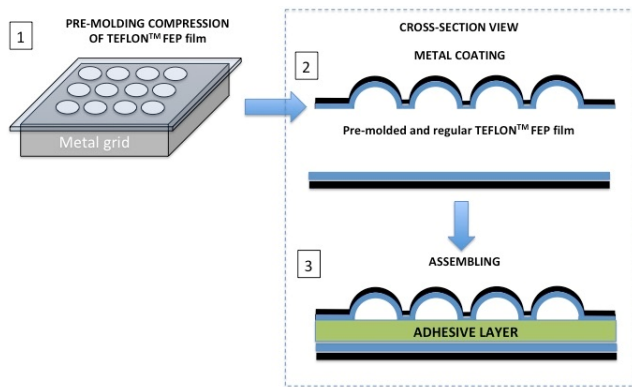 1
PRE-MOLDING COMPRESSION
OF TEFLON™ FEP film
Metal grid
CROSS-SECTION VIEW
2
METAL COATING
Pre-molded and regular TEFLON™ FEP film
3
ASSEMBLING
ADHESIVE LAYER